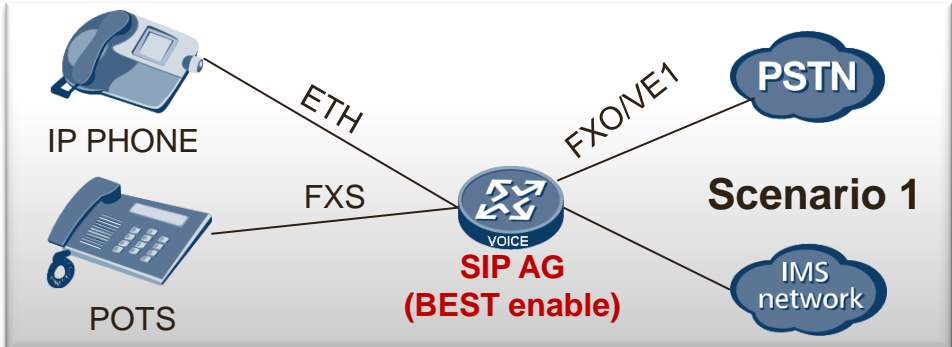 IP PHONE
ETH
FXS
POTS
VOICE
SIP AG
(BEST enable)
FXO/VE1
PSTN
Scenario 1
IMS
network